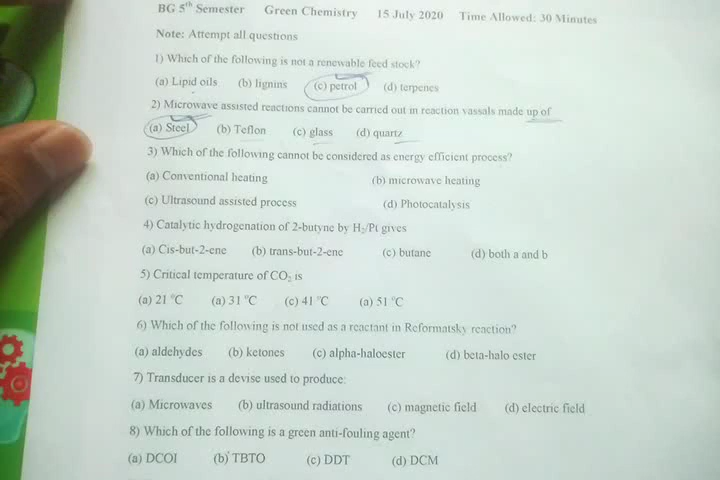 BG 5th Semester Green Chemistry 15 July 2020 Time Allowed: 30 Minutes
Note: Attempt all questions
1) Which of the following is not a renewable feed stock?
(a) Lipid oils (b) lignins (c) petrol (d) terpenes
2) Microwave assisted reactions cannot be carried out in reaction vassals made up of
(a) Steel (b) Teflon (c) glass (d) quartz
3) Which of the following cannot be considered as energy efficient process?
(a) Conventional heating (b) microwave heating
(c) Ultrasound assisted process (d) Photocatalysis
4) Catalytic hydrogenation of 2-butyne by H2/Pt gives
(a) Cis-but-2-ene (b) trans-but-2-ene (c) butane (d) both a and b
5) Critical temperature of CO2 is
(a) 21 °C (a) 31 °C (c) 41 °C (a) 51 °C
6) Which of the following is not used as a reactant in Reformatsky reaction?
(a) aldehydes (b) ketones (c) alpha-haloester (d) beta-halo ester
7) Transducer is a devise used to produce:
(a) Microwaves (b) ultrasound radiations (c) magnetic field (d) electric field
8) Which of the following is a green anti-fouling agent?
(a) DCOI (b) TBTO (c) DDT (d) DCM